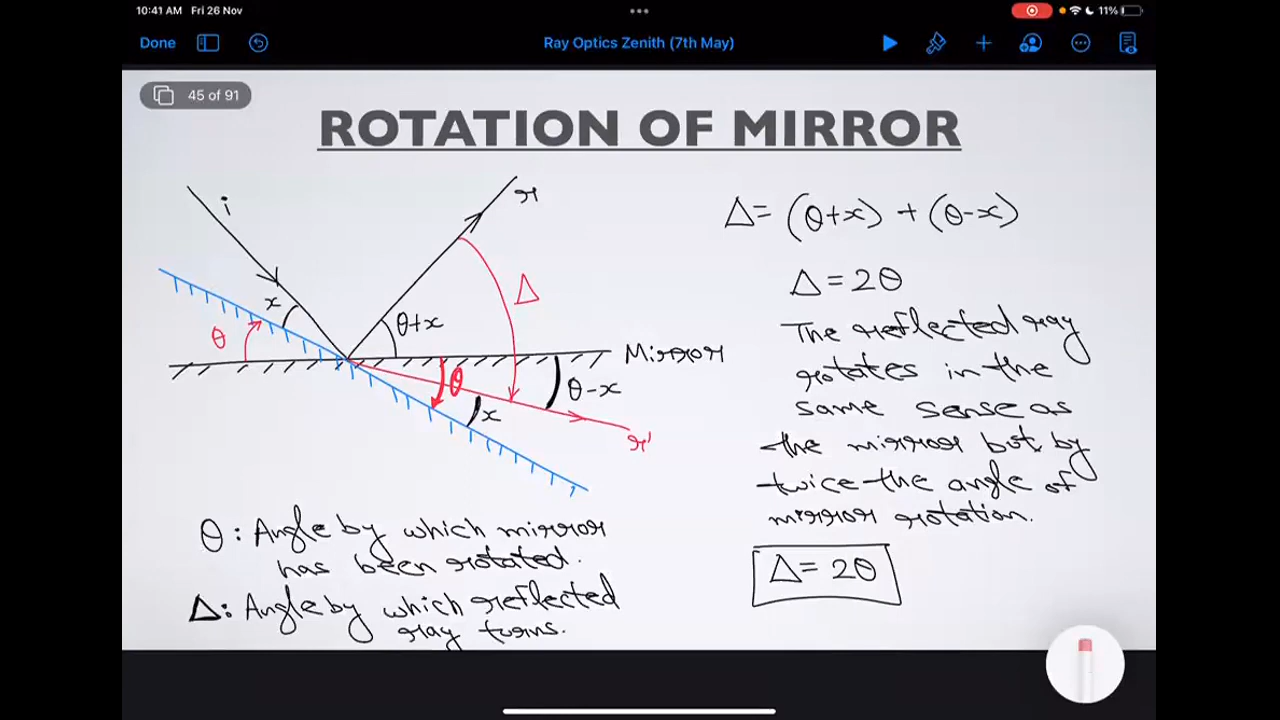 10:41 AM Fri 26 Nov
11%
Done
Ray Optics Zenith (7th May)
45 of 91
ROTATION OF MIRROR
i
r
Δ= (θ+x) + (θ-x)
Δ = 2θ
Δ
x
θ
θ+x
Mirror
θ
θ-x
x
r'
The reflected ray
rotates in the
same sense as
the mirror but by
twice the angle of
mirror rotation.
Δ= 2θ
θ: Angle by which mirror
has been rotated.
Δ: Angle by which reflected
ray turns.